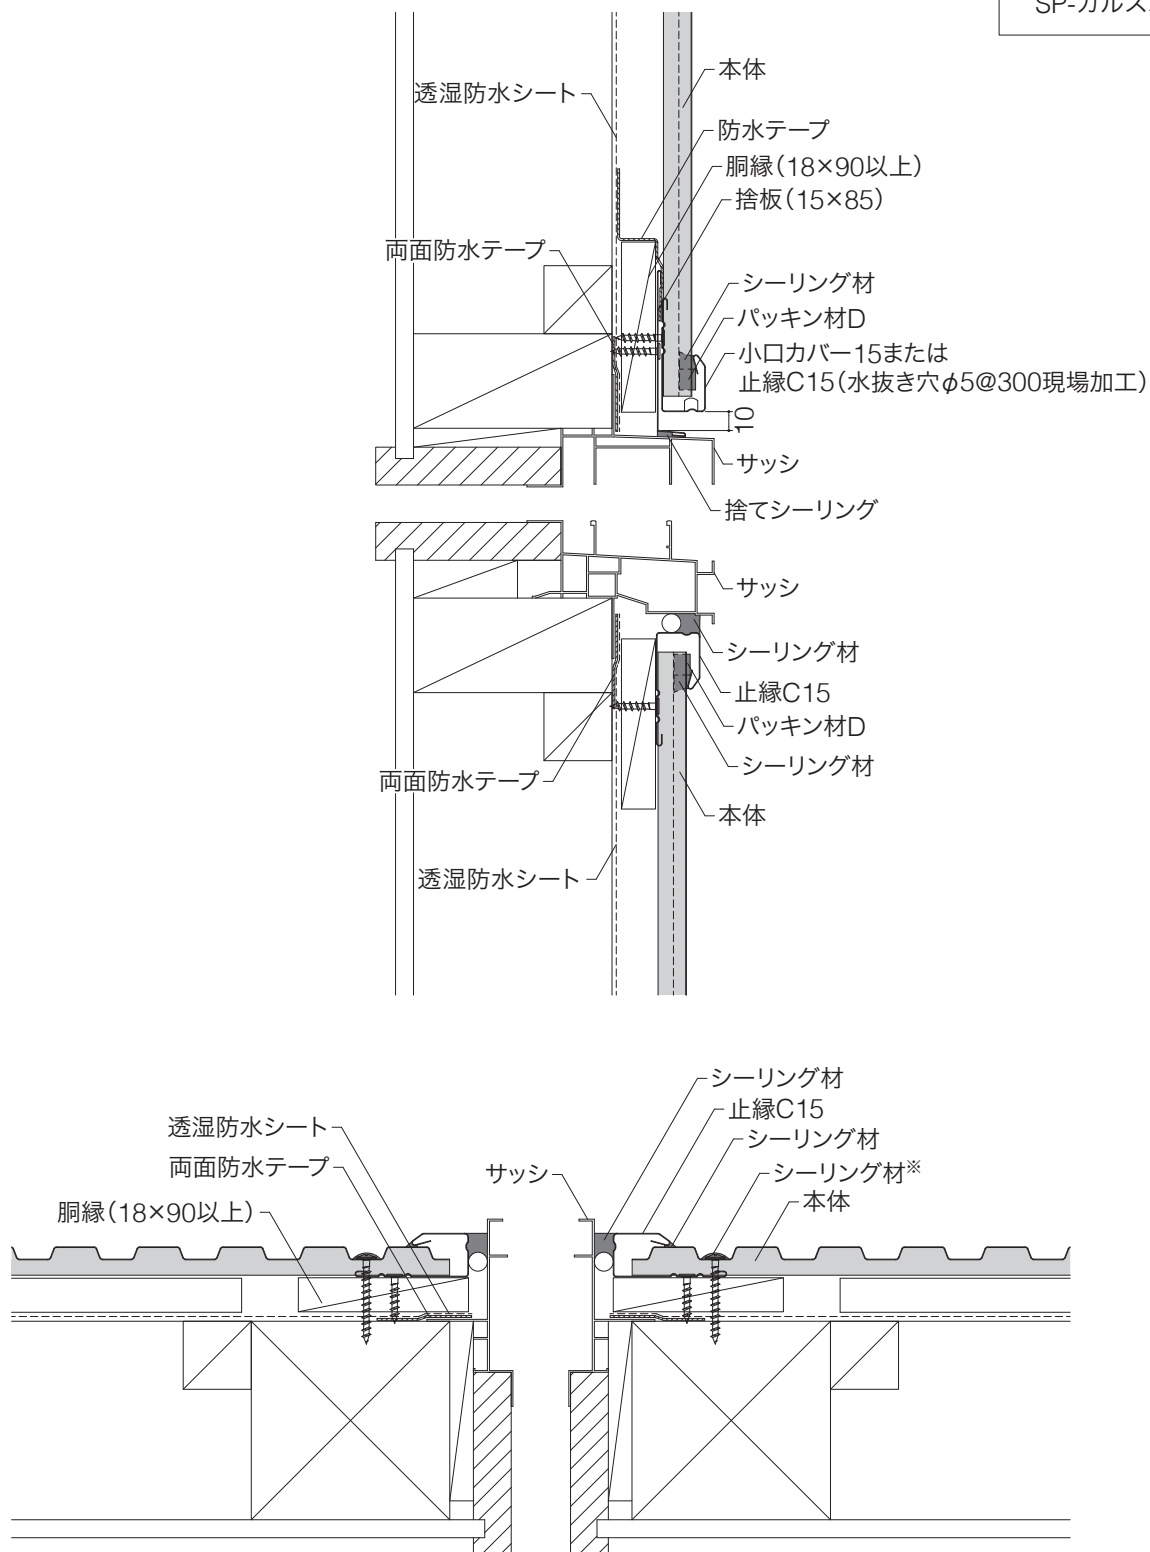 本体
透湿防水シート
防水テープ
胴縁(18×90以上)
捨板(15×85)
両面防水テープ
シーリング材
パッキン材D
小口カバー15または
止縁C15(水抜き穴φ5@300現場加工)
10
サッシ
捨てシーリング
サッシ
シーリング材
止縁C15
パッキン材D
シーリング材
両面防水テープ
本体
透湿防水シート
シーリング材
止縁C15
透湿防水シート
シーリング材
両面防水テープ
サッシ
シーリング材※
胴縁(18×90以上)
本体